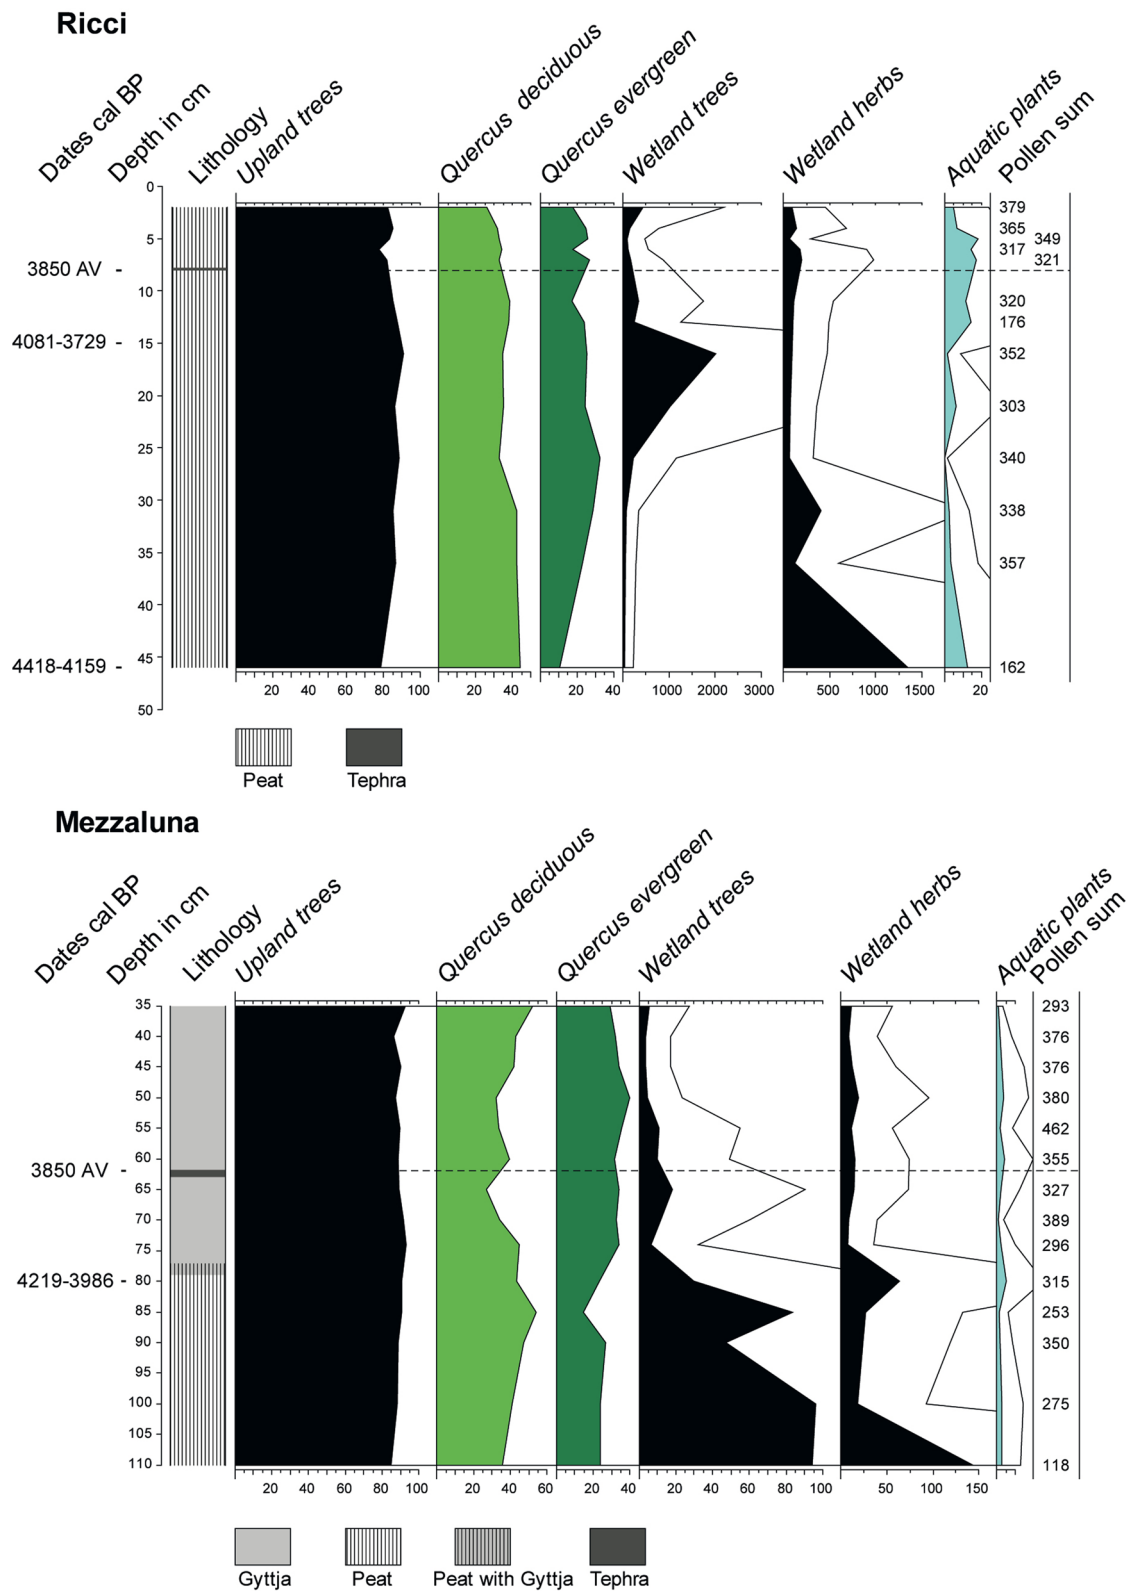 Ricci
Dates cal BP
Depth in cm
Lithology
Upland trees
Quercus deciduous
Quercus evergreen
Wetland trees
Wetland herbs
Aquatic plants
Pollen sum
0
5
10
15
20
25
30
35
40
45
50
3850 AV -
4081-3729 -
4418-4159 -
379
365
349
317
321
320
176
352
303
340
338
357
162
20 40 60 80 100 20 40 20 40 1000 2000 3000 500 1000 1500 20
Peat Tephra
Mezzaluna
Dates cal BP
Depth in cm
Lithology
Upland trees
Quercus deciduous
Quercus evergreen
Wetland trees
Wetland herbs
Aquatic plants
Pollen sum
35
40
45
50
55
60
65
70
75
80
85
90
95
100
105
110
3850 AV -
4219-3986 -
293
376
376
380
462
355
327
389
296
315
253
350
275
118
20 40 60 80 100 20 40 60 20 40 20 40 60 80 100 50 100 150
Gyttja Peat Peat with Gyttja Tephra